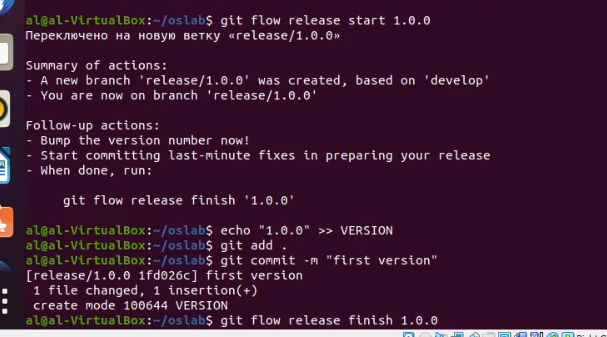 al@al-VirtualBox:~/oslab$ git flow release start 1.0.0
Переключено на новую ветку «release/1.0.0»
Summary of actions:
- A new branch 'release/1.0.0' was created, based on 'develop'
- You are now on branch 'release/1.0.0'
Follow-up actions:
- Bump the version number now!
- Start committing last-minute fixes in preparing your release
- When done, run:
git flow release finish '1.0.0'
al@al-VirtualBox:~/oslab$ echo "1.0.0" >> VERSION
al@al-VirtualBox:~/oslab$ git add .
al@al-VirtualBox:~/oslab$ git commit -m "first version"
[release/1.0.0 1fd026c] first version
1 file changed, 1 insertion(+)
create mode 100644 VERSION
al@al-VirtualBox:~/oslab$ git flow release finish 1.0.0